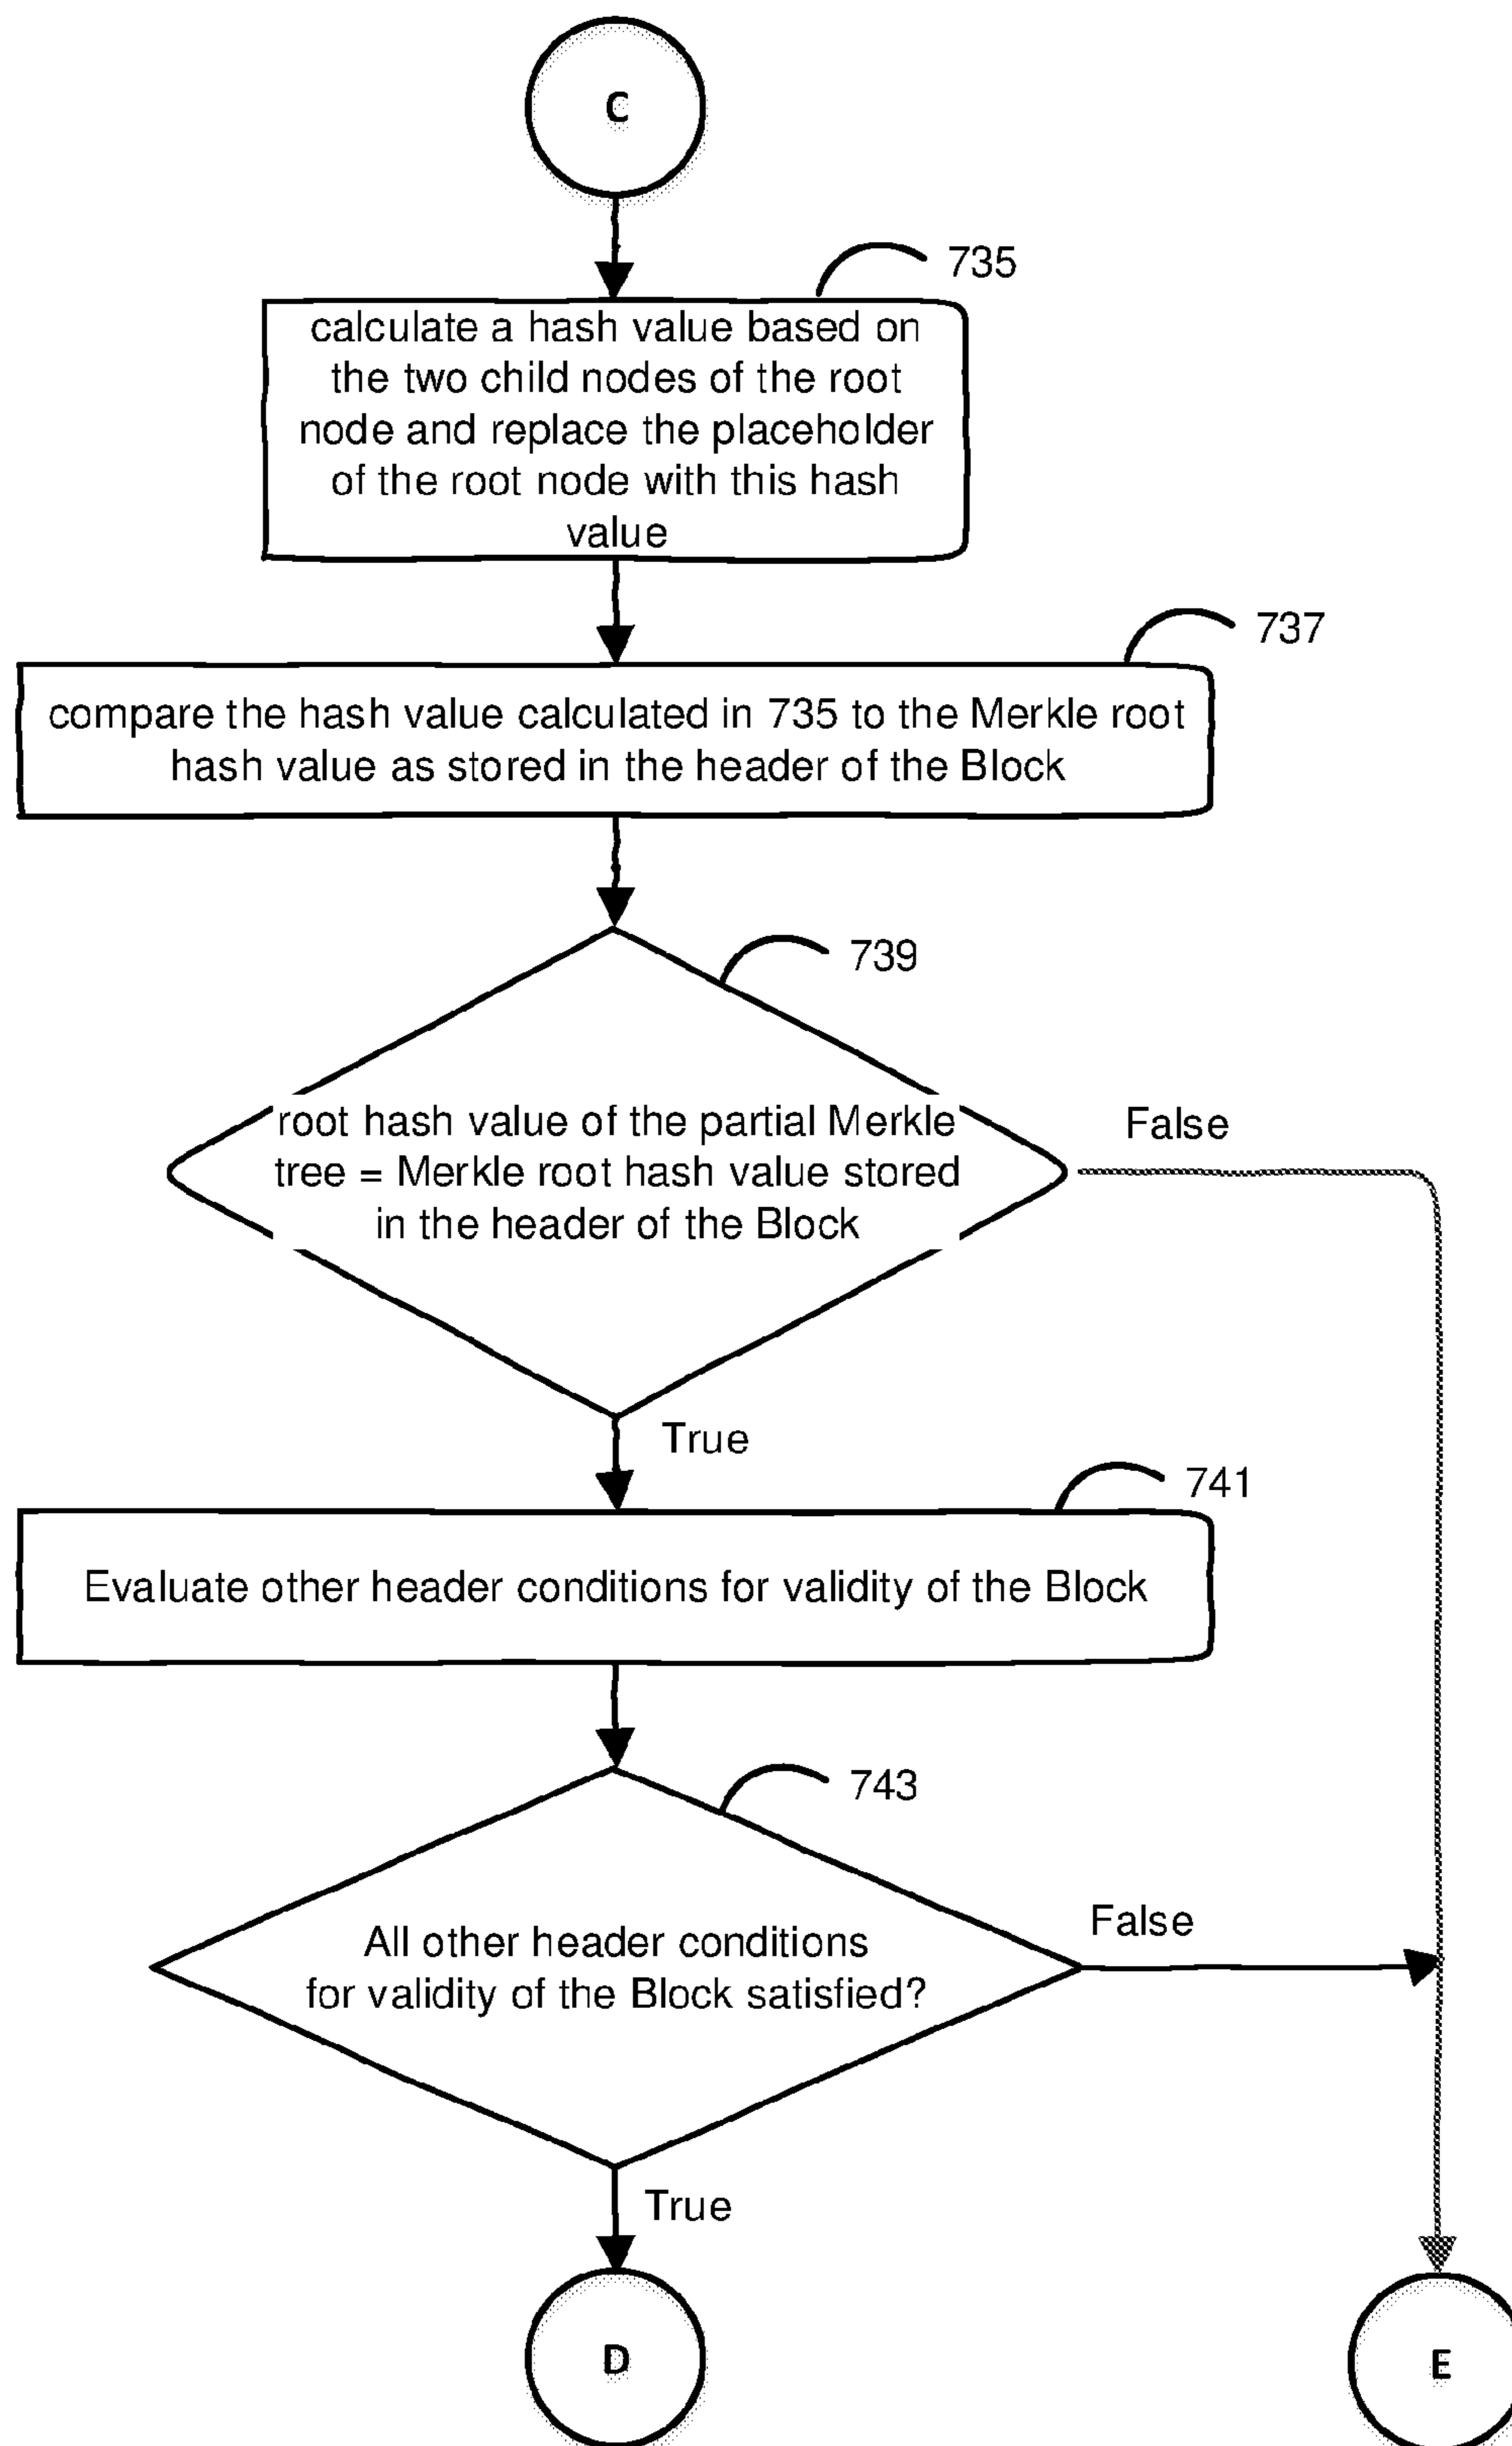 C
735
calculate a hash value based on
the two child nodes of the root
node and replace the placeholder
of the root node with this hash
value
737
compare the hash value calculated in 735 to the Merkle root
hash value as stored in the header of the Block
739
root hash value of the partial Merkle
tree = Merkle root hash value stored
in the header of the Block
False
True
741
Evaluate other header conditions for validity of the Block
743
All other header conditions
for validity of the Block satisfied?
False
True
D
E